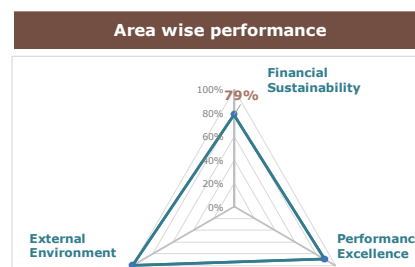 Area wise performance
Financial
Sustainability
79%
100%
80%
60%
40%
20%
0%
External
Environment
Performanc
Excellence